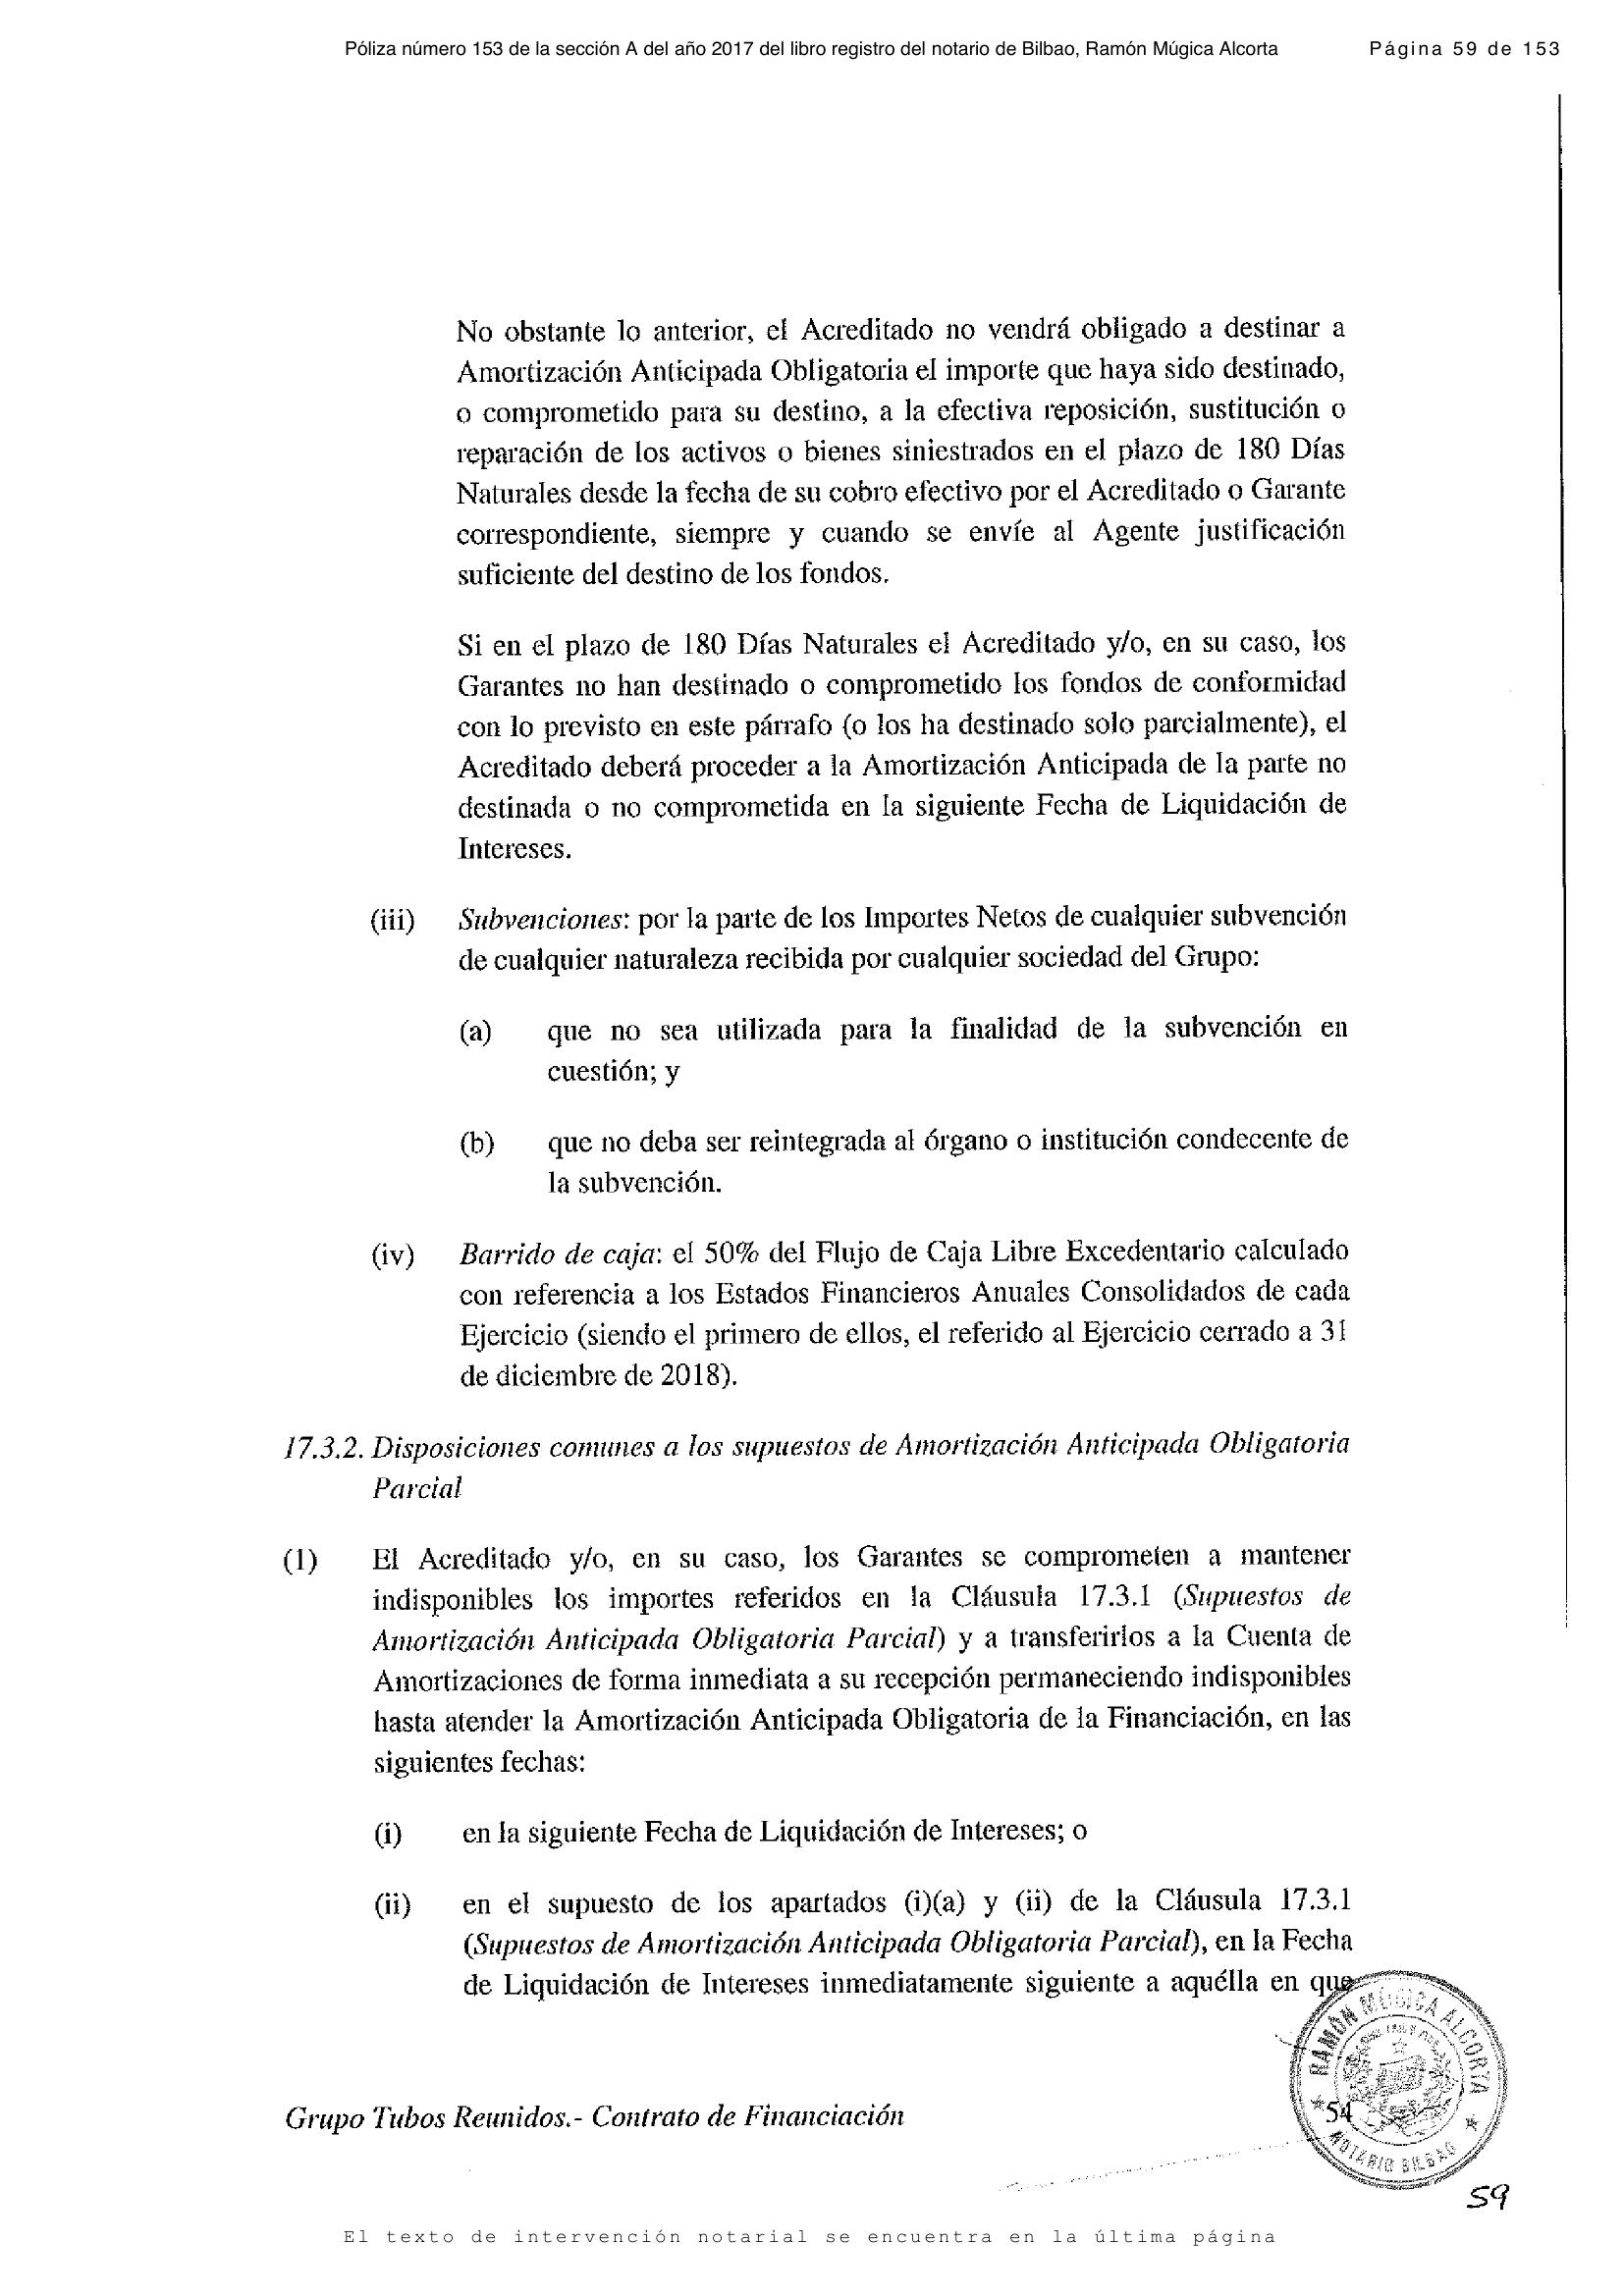 Póliza número 153 de la sección A del año 2017 del libro registro del notario de Bilbao, Ramón Múgica Alcorta
Página 59 de 153
No obstante lo anterior, el Acreditado no vendrá obligado a destinar a
Amortización Anticipada Obligatoria el importe que haya sido destinado,
o comprometido para su destino, a la efectiva reposición, sustitución o
reparación de los activos o bienes siniestrados en el plazo de 180 Días
Naturales desde la fecha de su cobro efectivo por el Acreditado o Garante
correspondiente, siempre y cuando se envíe al Agente justificación
suficiente del destino de los fondos.
Si en el plazo de 180 Días Naturales el Acreditado y/o, en su caso, los
Garantes no han destinado o comprometido los fondos de conformidad
con lo previsto en este párrafo (o los ha destinado solo parcialmente), el
Acreditado deberá proceder a la Amortización Anticipada de la parte no
destinada o no comprometida en la siguiente Fecha de Liquidación de
Intereses.
(iii) Subvenciones: por la parte de los Importes Netos de cualquier subvención
de cualquier naturaleza recibida por cualquier sociedad del Grupo:
(a) que no sea utilizada para la finalidad de la subvención en
cuestión; y
(b) que no deba ser reintegrada al órgano o institución condecente de
la subvención.
(iv) Barrido de caja: el 50% del Flujo de Caja Libre Excedentario calculado
con referencia a los Estados Financieros Anuales Consolidados de cada
Ejercicio (siendo el primero de ellos, el referido al Ejercicio cerrado a 31
de diciembre de 2018).
17.3.2. Disposiciones comunes a los supuestos de Amortización Anticipada Obligatoria
Parcial
(1) El Acreditado y/o, en su caso, los Garantes se comprometen a mantener
indisponibles los importes referidos en la Cláusula 17.3.1 (Supuestos de
Amortización Anticipada Obligatoria Parcial) y a transferirlos a la Cuenta de
Amortizaciones de forma inmediata a su recepción permaneciendo indisponibles
hasta atender la Amortización Anticipada Obligatoria de la Financiación, en las
siguientes fechas:
(i) en la siguiente Fecha de Liquidación de Intereses; o
(ii) en el supuesto de los apartados (i)(a) y (ii) de la Cláusula 17.3.1
(Supuestos de Amortización Anticipada Obligatoria Parcial), en la Fecha
de Liquidación de Intereses inmediatamente siguiente a aquélla en que
RAMÓN MÚGICA ALCORTA
NOTARIO BILBAO
Grupo Tubos Reunidos.- Contrato de Financiación
54
59
El texto de intervención notarial se encuentra en la última página